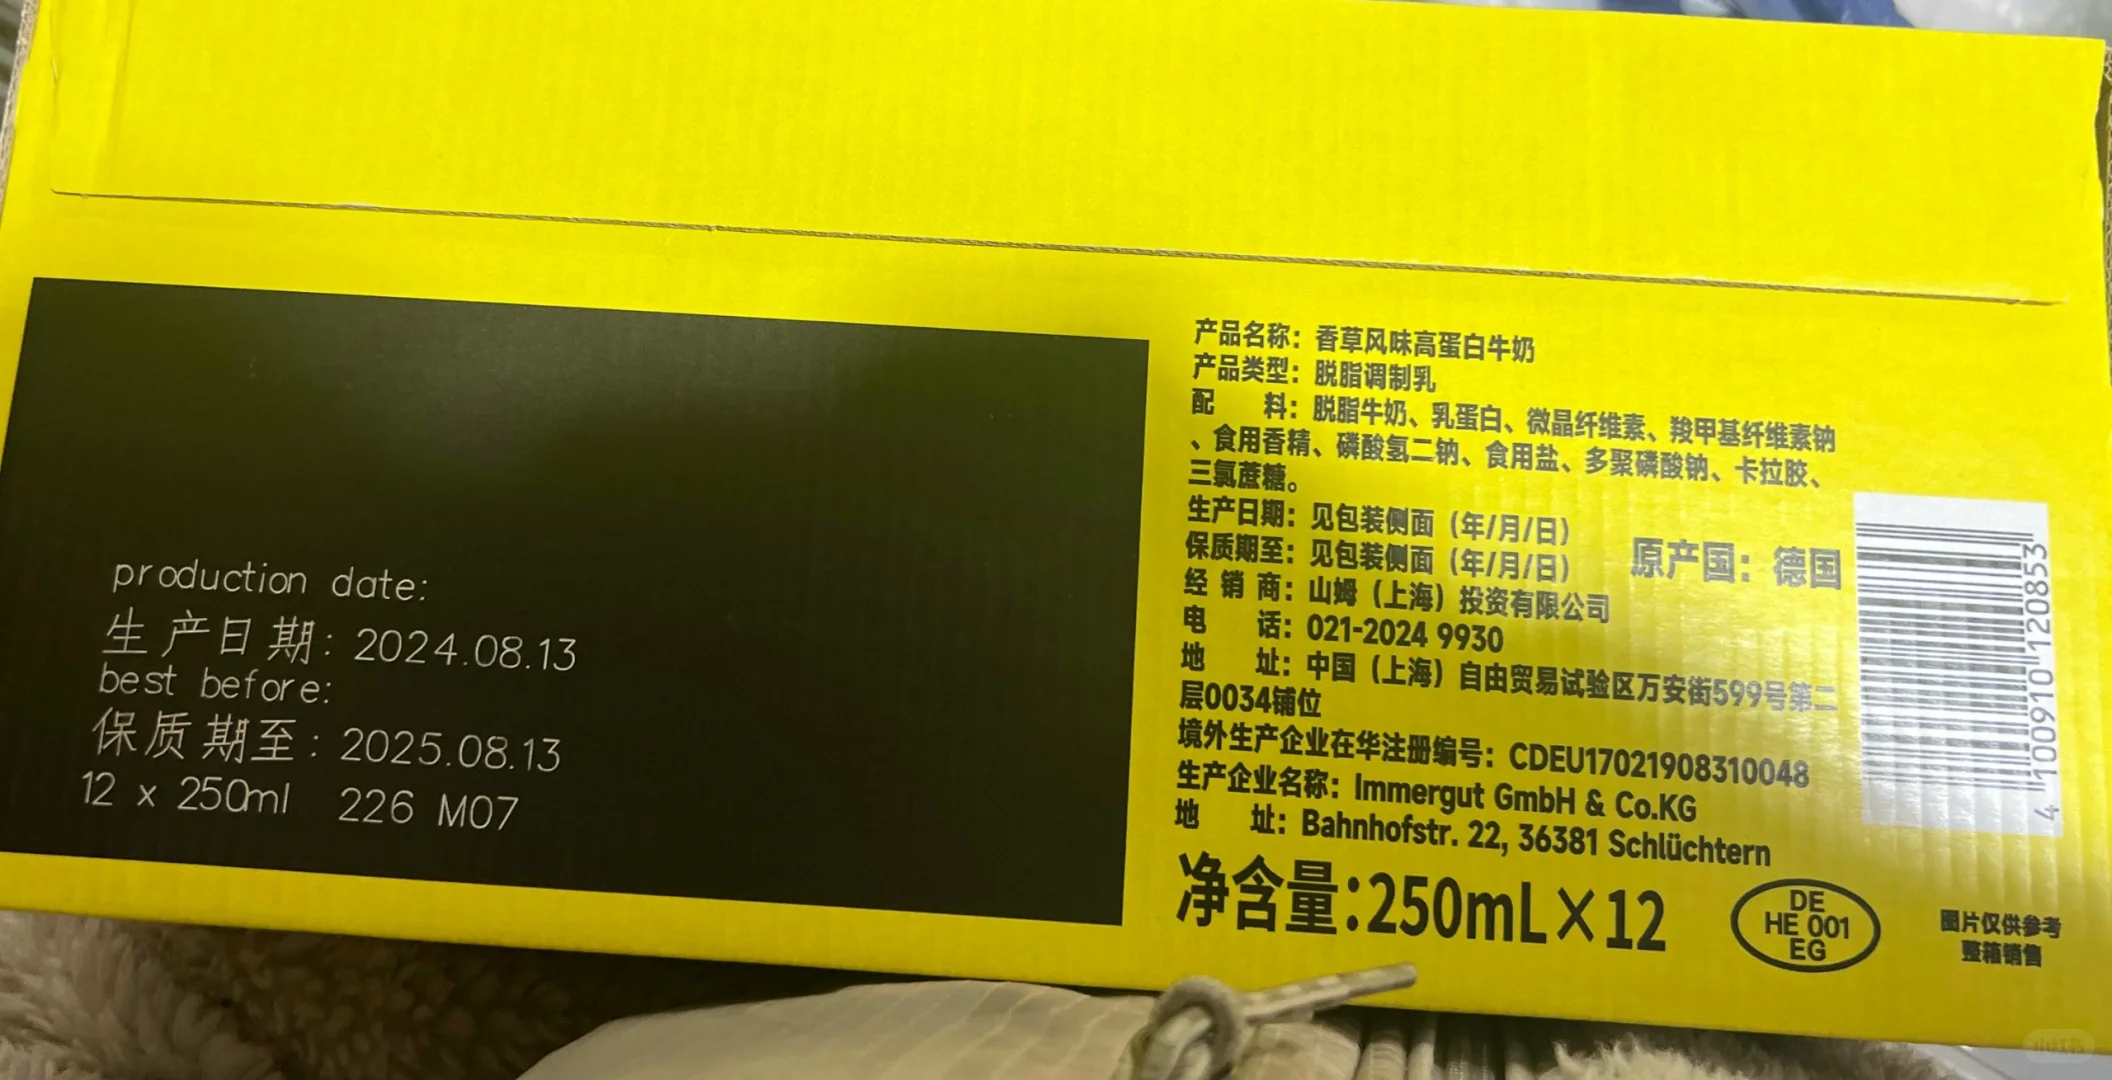 production date:
生产日期: 2024.08.13
best before:
保质期至: 2025.08.13
12 x 250ml 226 M07
产品名称：香草风味高蛋白牛奶
产品类型：脱脂调制乳
配 料：脱脂牛奶、乳蛋白、微晶纤维素、羧甲基纤维素钠
、食用香精、磷酸氢二钠、食用盐、多聚磷酸钠、卡拉胶、
三氯蔗糖。
生产日期：见包装侧面（年/月/日）
保质期至：见包装侧面（年/月/日）
原产国：德国
经 销 商：山姆（上海）投资有限公司
电 话：021-2024 9930
地 址：中国（上海）自由贸易试验区万安街599号第二
层0034铺位
境外生产企业在华注册编号：CDEU17021908310048
生产企业名称：Immergut GmbH & Co.KG
地 址：Bahnhofstr. 22, 36381 Schlüchtern
净含量:250mL×12
DE
HE 001
EG
图片仅供参考
整箱销售
4 100910 120853
小红书